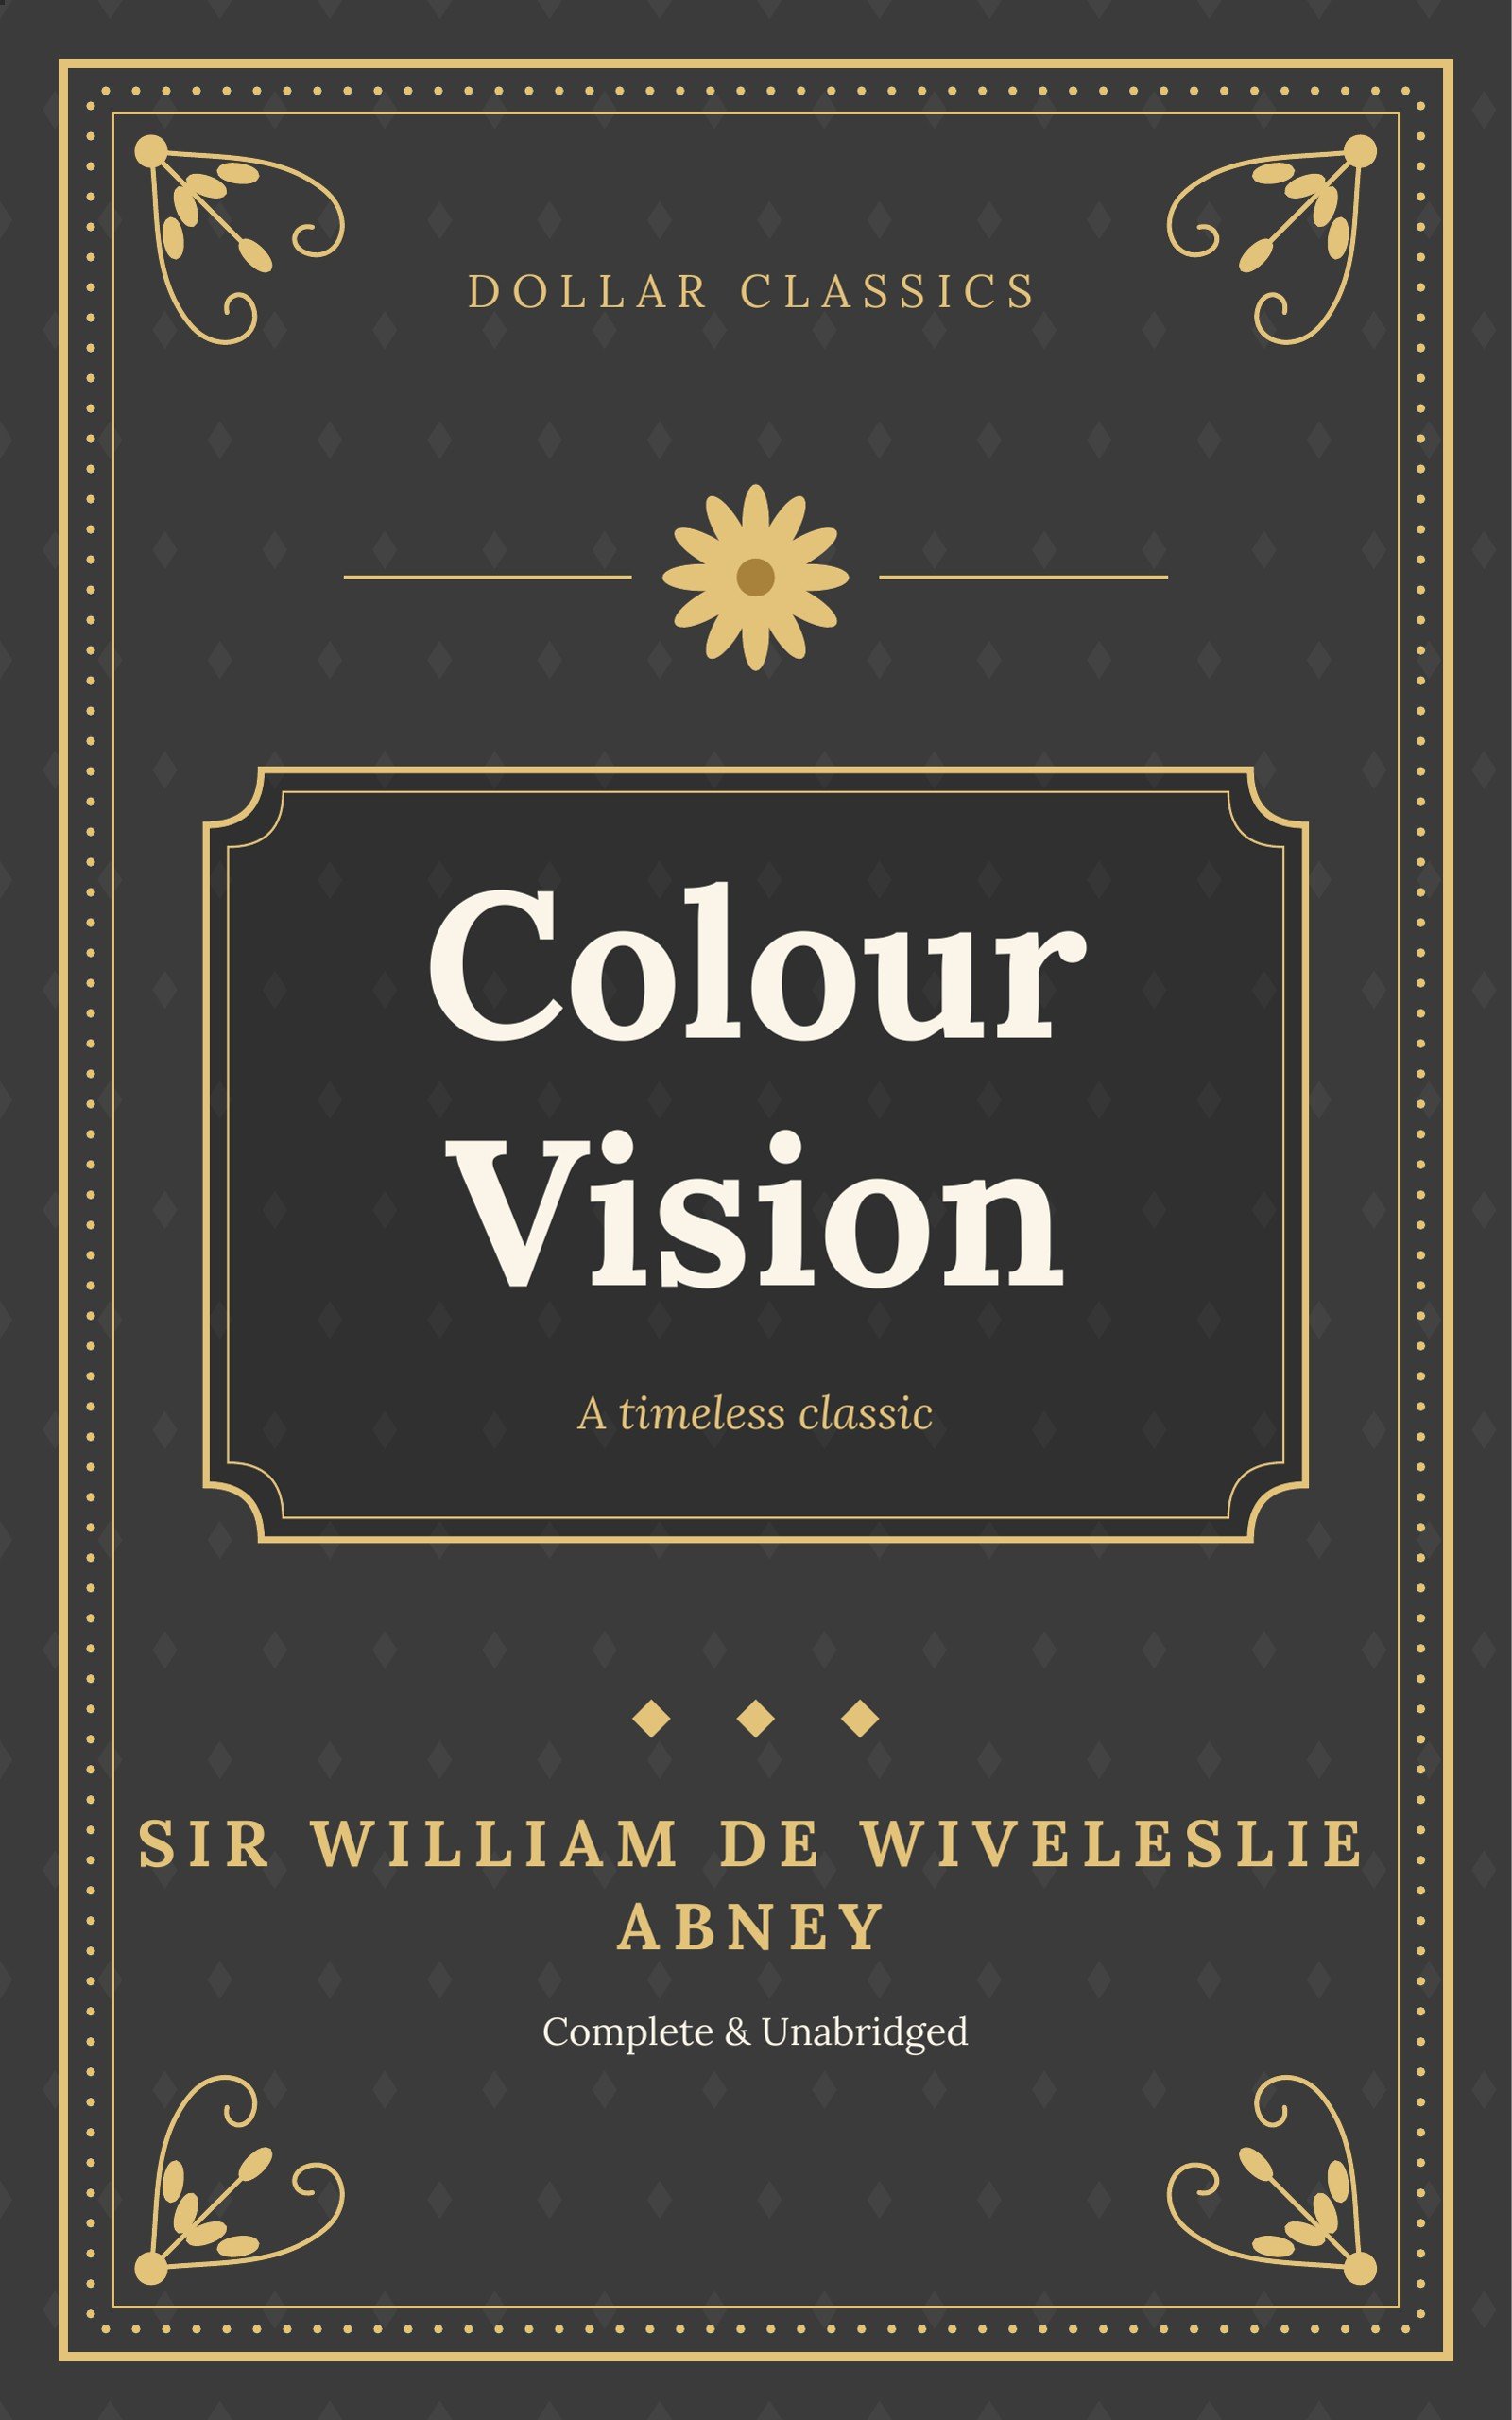 DOLLAR CLASSICS
Colour
Vision
A timeless classic
SIR WILLIAM DE WIVELESLIE
ABNEY
Complete & Unabridged